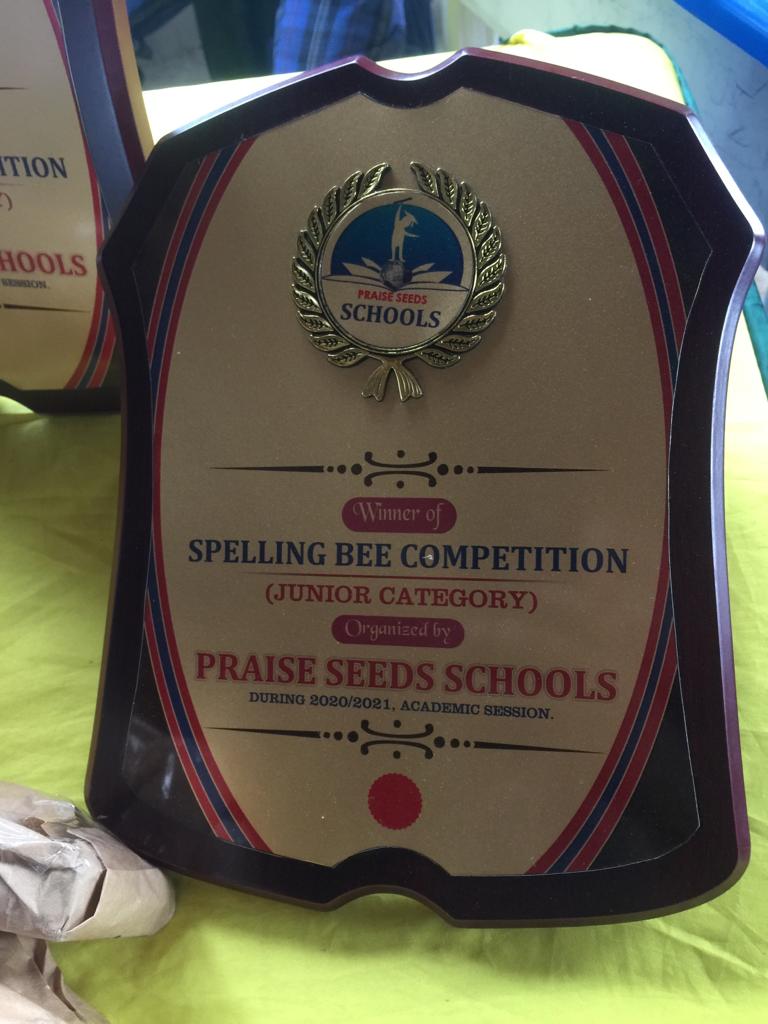 PRAISE SEEDS
SCHOOLS
Winner of
SPELLING BEE COMPETITION
(JUNIOR CATEGORY)
Organized by
PRAISE SEEDS SCHOOLS
DURING 2020/2021, ACADEMIC SESSION.
SESSION.